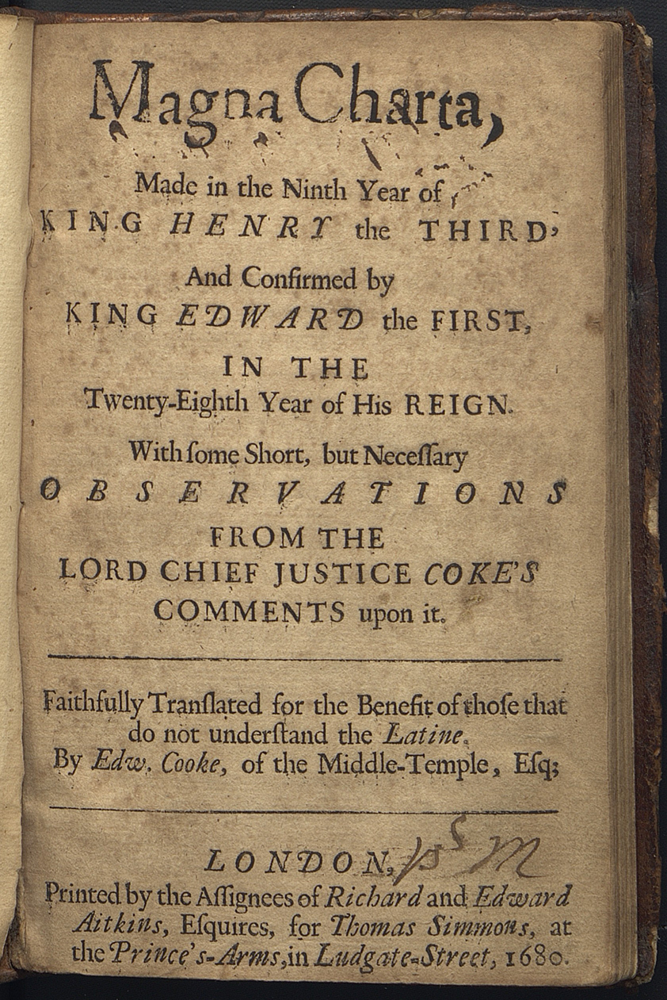 Magna Charta,
Made in the Ninth Year of
KING HENRY the THIRD,
And Confirmed by
KING EDWARD the FIRST,
IN THE
Twenty-Eighth Year of His REIGN.
With ſome Short, but Neceſſary
OBSERVATIONS
FROM THE
LORD CHIEF JUSTICE COKE'S
COMMENTS upon it.
Faithfully Tranſlated for the Benefit of thoſe that
do not underſtand the Latine.
By Edw. Cooke, of the Middle-Temple, Eſq;
LONDON,
Printed by the Aſſignees of Richard and Edward
Aitkins, Eſquires, for Thomas Simmons, at
the Prince's-Arms, in Ludgate-Street, 1680.